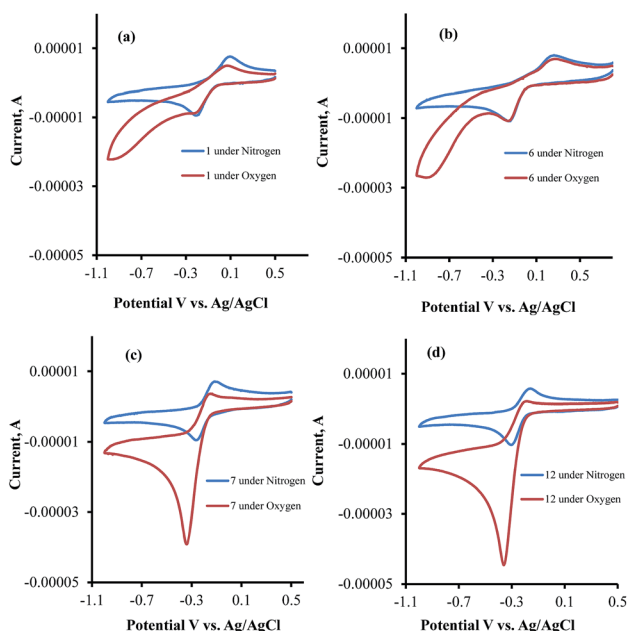 (a)
0.00001
-0.00001
-0.00003
-0.00005
Current, A
1 under Nitrogen
1 under Oxygen
-1.1 -0.7 -0.3 0.1 0.5
Potential V vs. Ag/AgCl
(b)
0.00001
-0.00001
-0.00003
-0.00005
Current, A
6 under Nitrogen
6 under Oxygen
-1.1 -0.7 -0.3 0.1 0.5
Potential V vs. Ag/AgCl
(c)
0.00001
-0.00001
-0.00003
-0.00005
Current, A
7 under Nitrogen
7 under Oxygen
-1.1 -0.7 -0.3 0.1 0.5
Potential V vs. Ag/AgCl
(d)
0.00001
-0.00001
-0.00003
-0.00005
Current, A
12 under Nitrogen
12 under Oxygen
-1.1 -0.7 -0.3 0.1 0.5
Potential V vs. Ag/AgCl